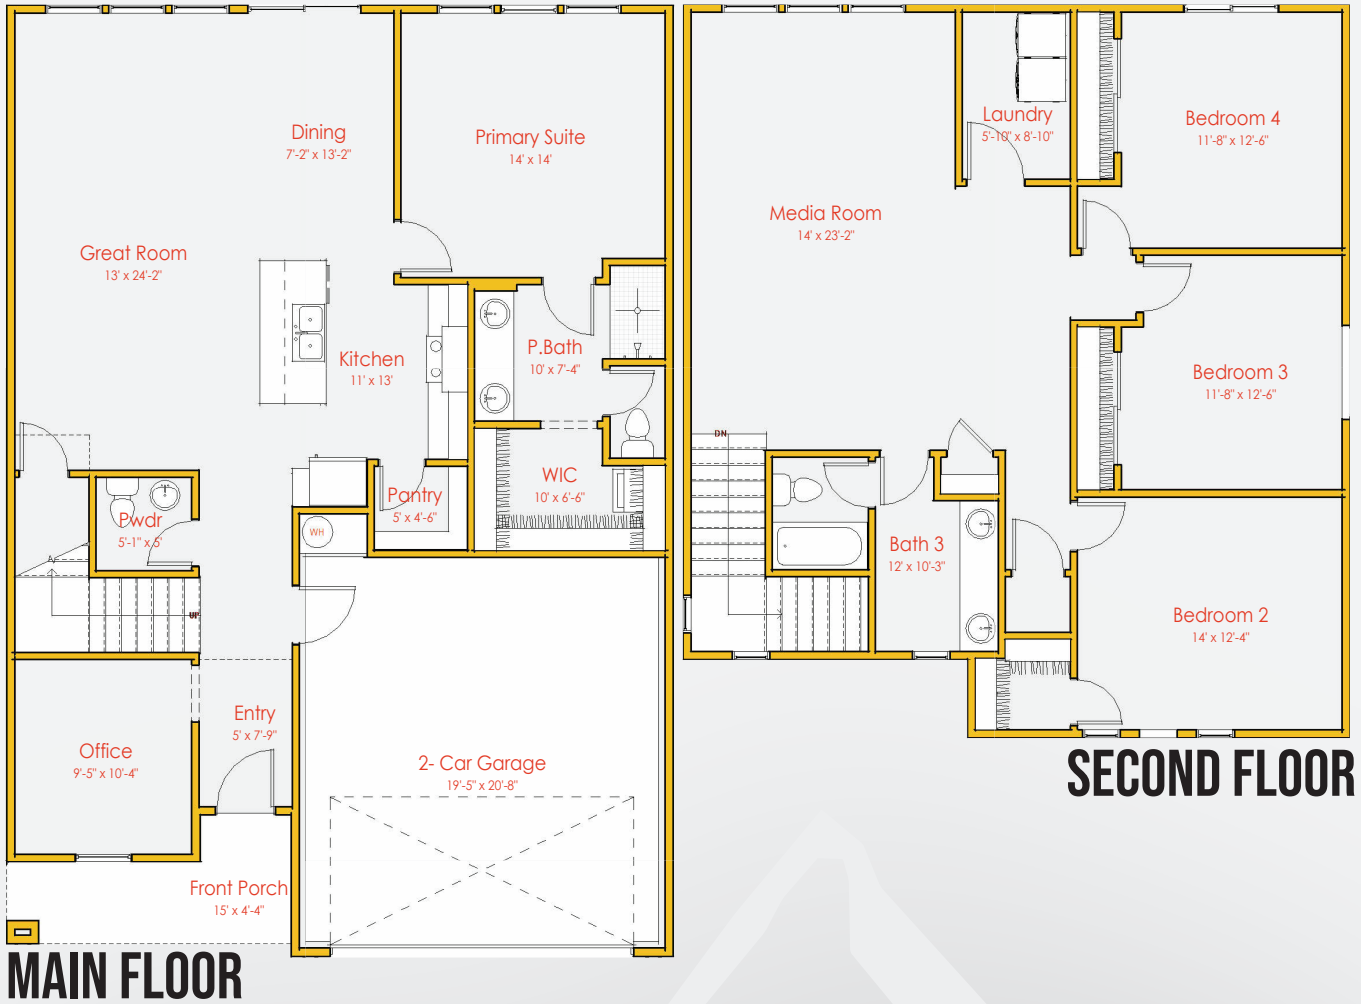 Dining
7'-2" x 13'-2"
Primary Suite
14' x 14'
Great Room
13' x 24'-2"
Kitchen
11' x 13'
P.Bath
10' x 7'-4"
WIC
10' x 6'-6"
Pantry
5' x 4'-6"
Pwdr
5'-1" x 5'
WH
UP
Entry
5' x 7'-9"
Office
9'-5" x 10'-4"
2- Car Garage
19'-5" x 20'-8"
Front Porch
15' x 4'-4"
MAIN FLOOR
Laundry
5'-10" x 8'-10"
Bedroom 4
11'-8" x 12'-6"
Media Room
14' x 23'-2"
Bedroom 3
11'-8" x 12'-6"
DN
Bath 3
12' x 10'-3"
Bedroom 2
14' x 12'-4"
SECOND FLOOR